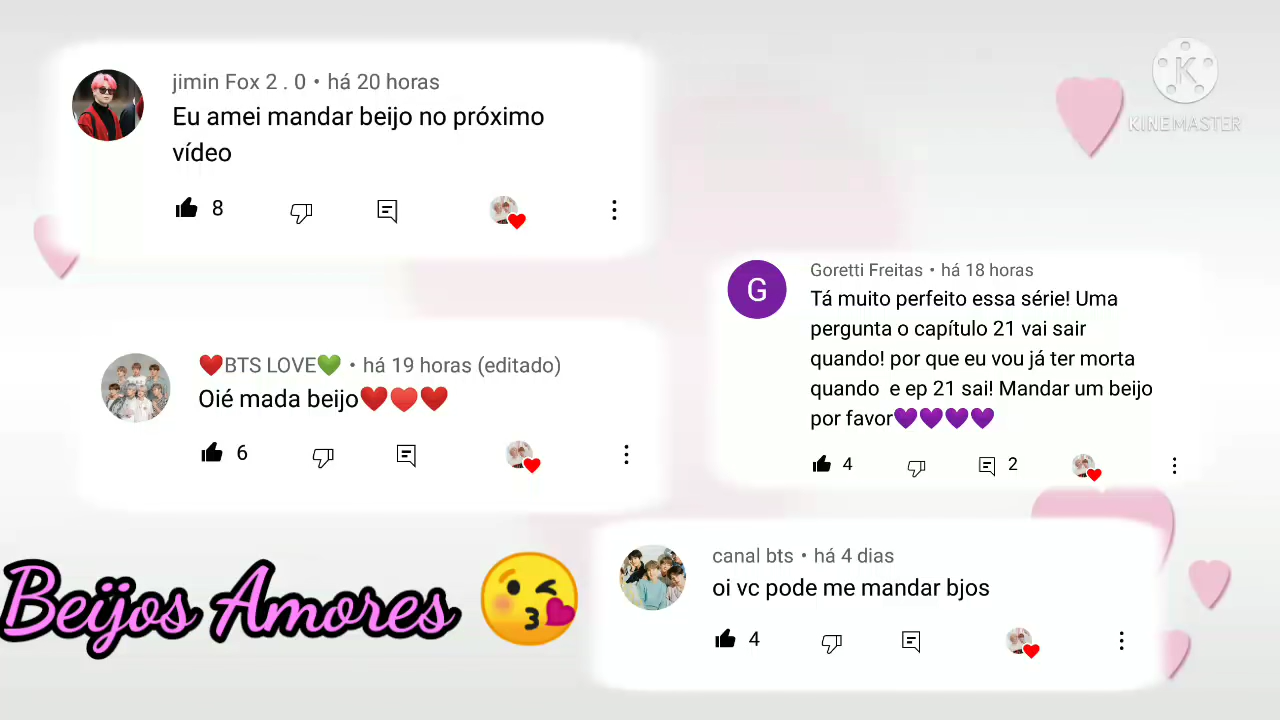 jimin Fox 2 . 0 • há 20 horas
Eu amei mandar beijo no próximo
vídeo
8
KINEMASTER
Goretti Freitas • há 18 horas
G
Tá muito perfeito essa série! Uma
pergunta o capítulo 21 vai sair
quando! por que eu vou já ter morta
quando  e ep 21 sai! Mandar um beijo
por favor💜💜💜💜
4
2
❤️BTS LOVE💚 • há 19 horas (editado)
Oié mada beijo❤️♥️❤️
6
canal bts • há 4 dias
oi vc pode me mandar bjos
4
Beijos Amores 😘